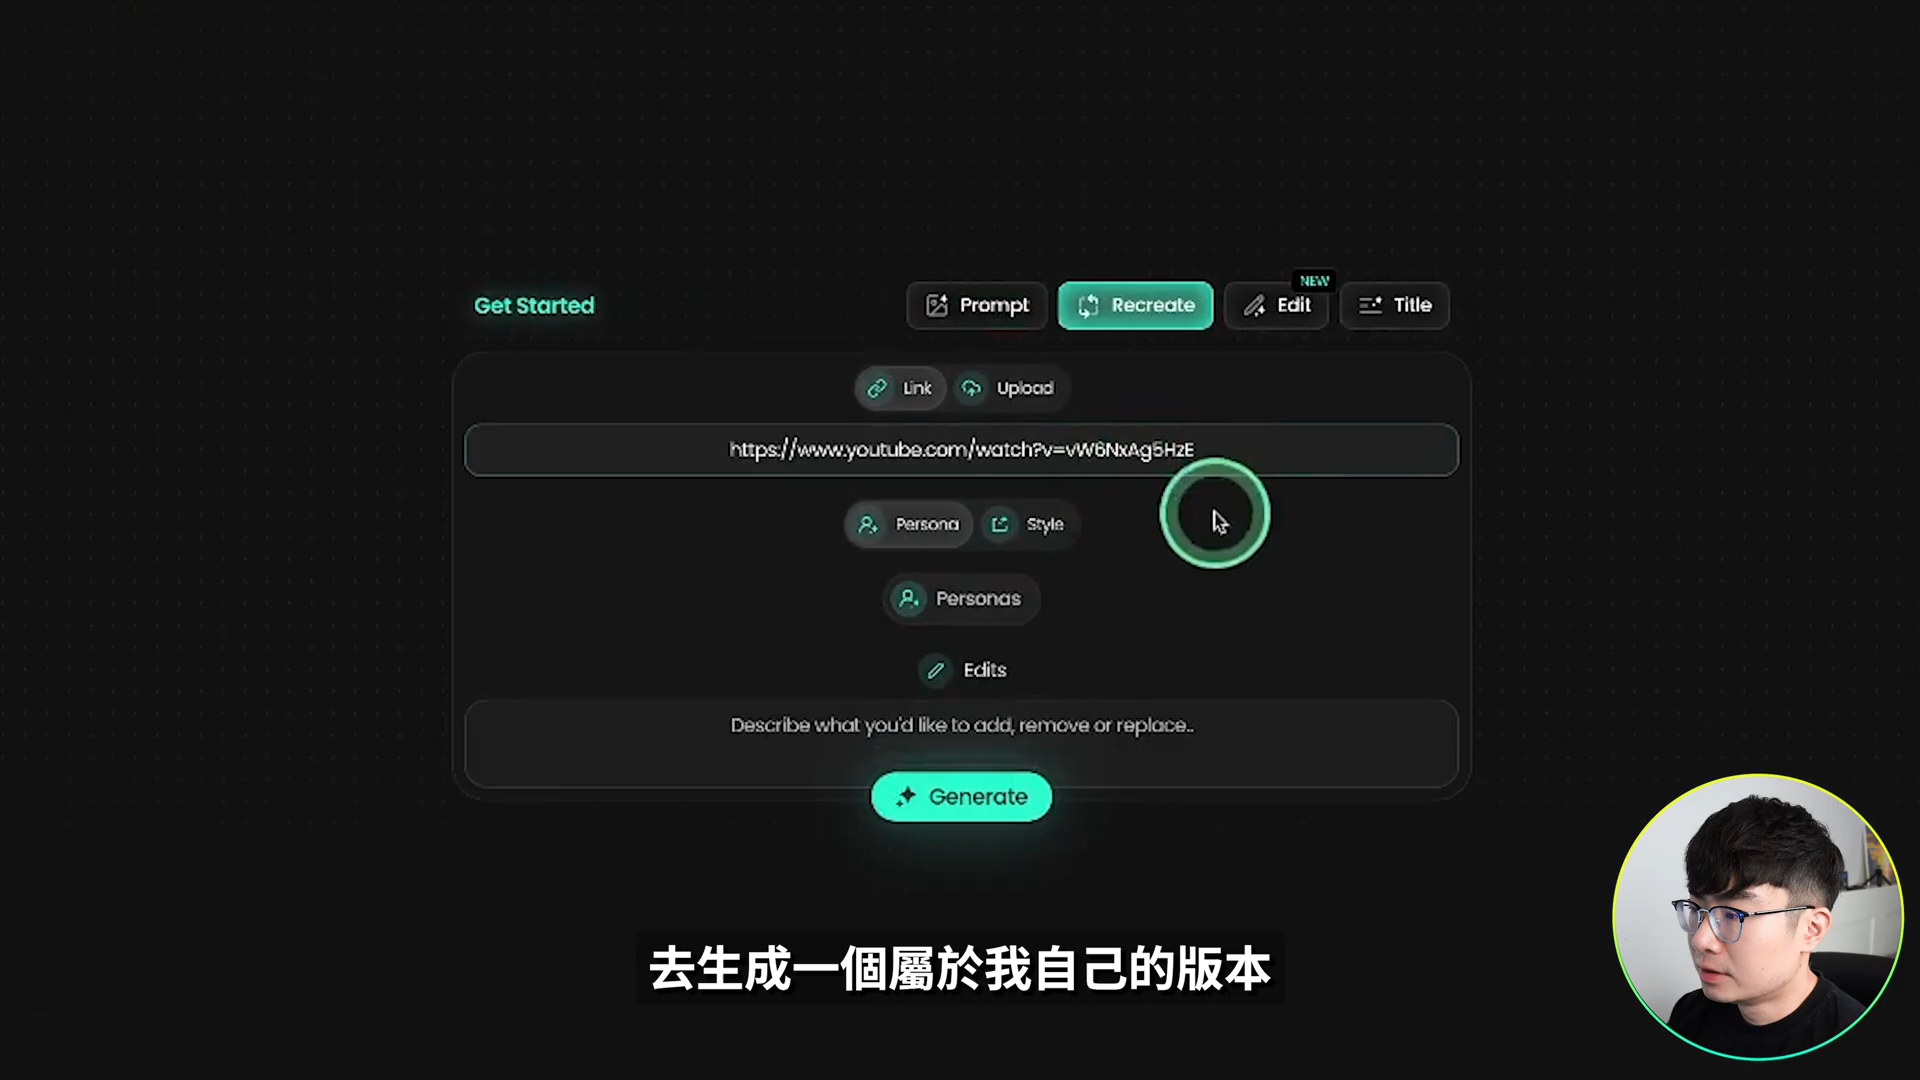 Get Started
Prompt
Recreate
Edit
NEW
Title
Link
Upload
https://www.youtube.com/watch?v=vW6NxAg5HzE
Persona
Style
Personas
Edits
Describe what you'd like to add, remove or replace..
Generate
去生成一個屬於我自己的版本